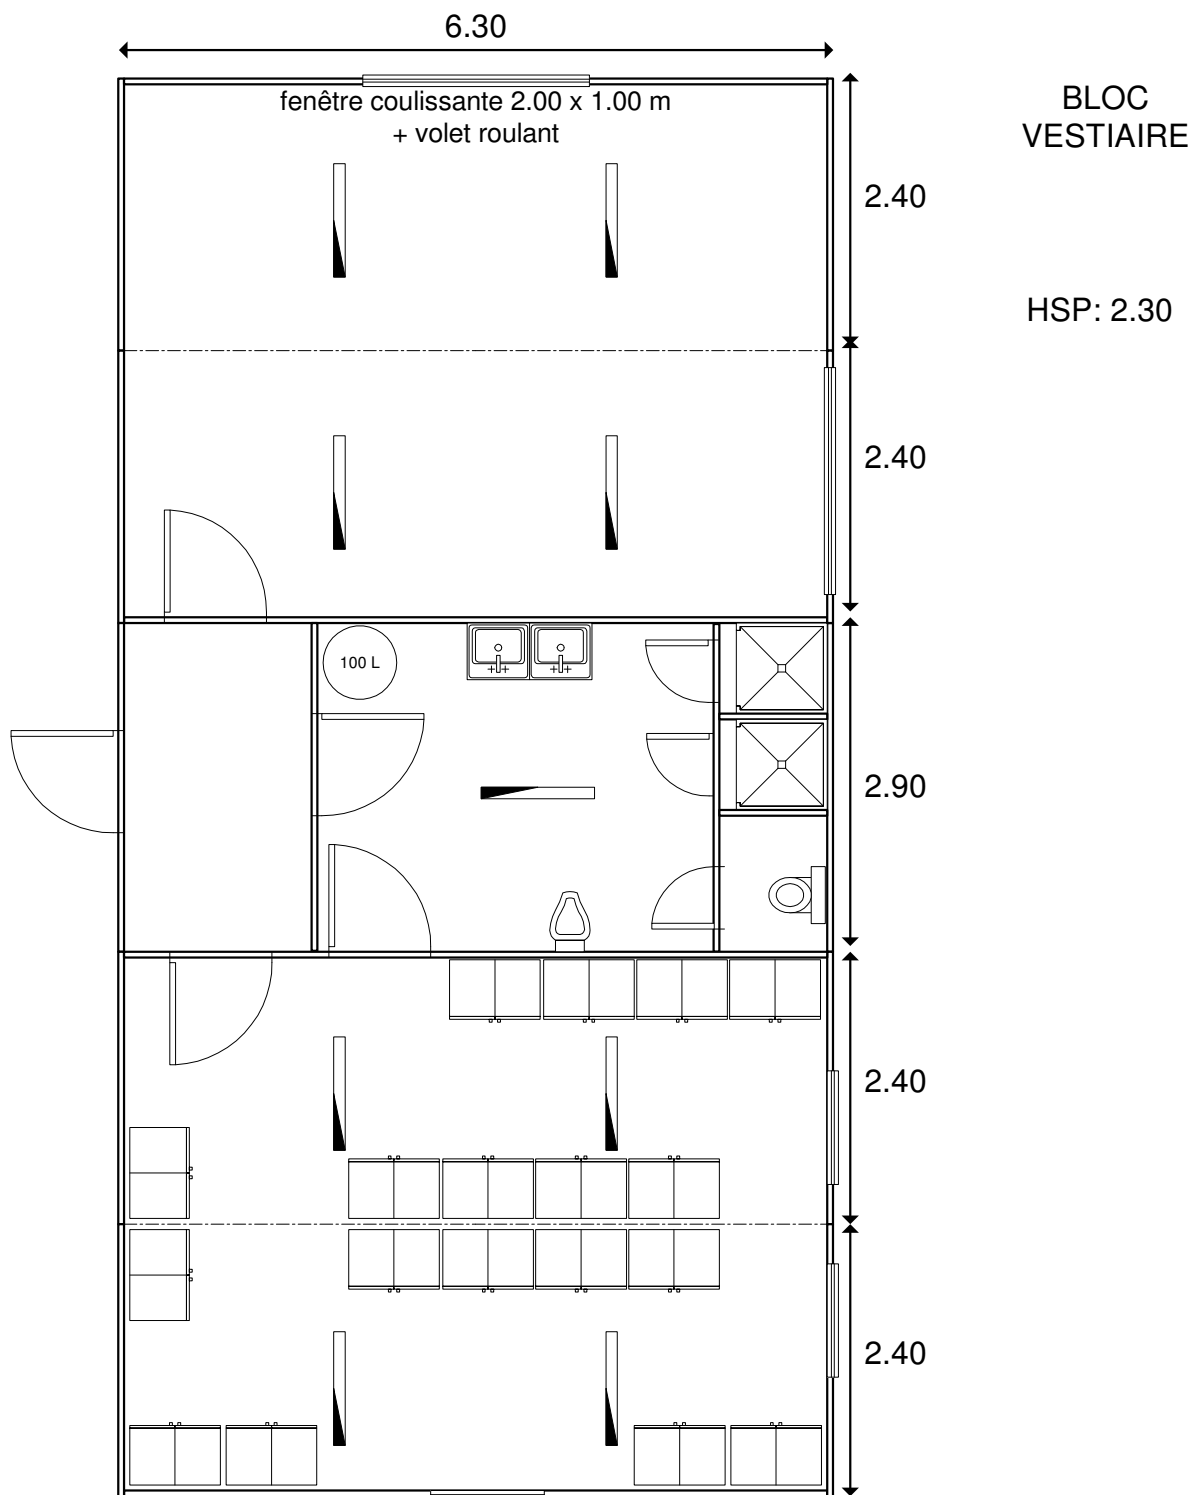 6.30
fenêtre coulissante 2.00 x 1.00 m
+ volet roulant
BLOC
VESTIAIRE
2.40
HSP: 2.30
2.40
100 L
2.90
2.40
2.40